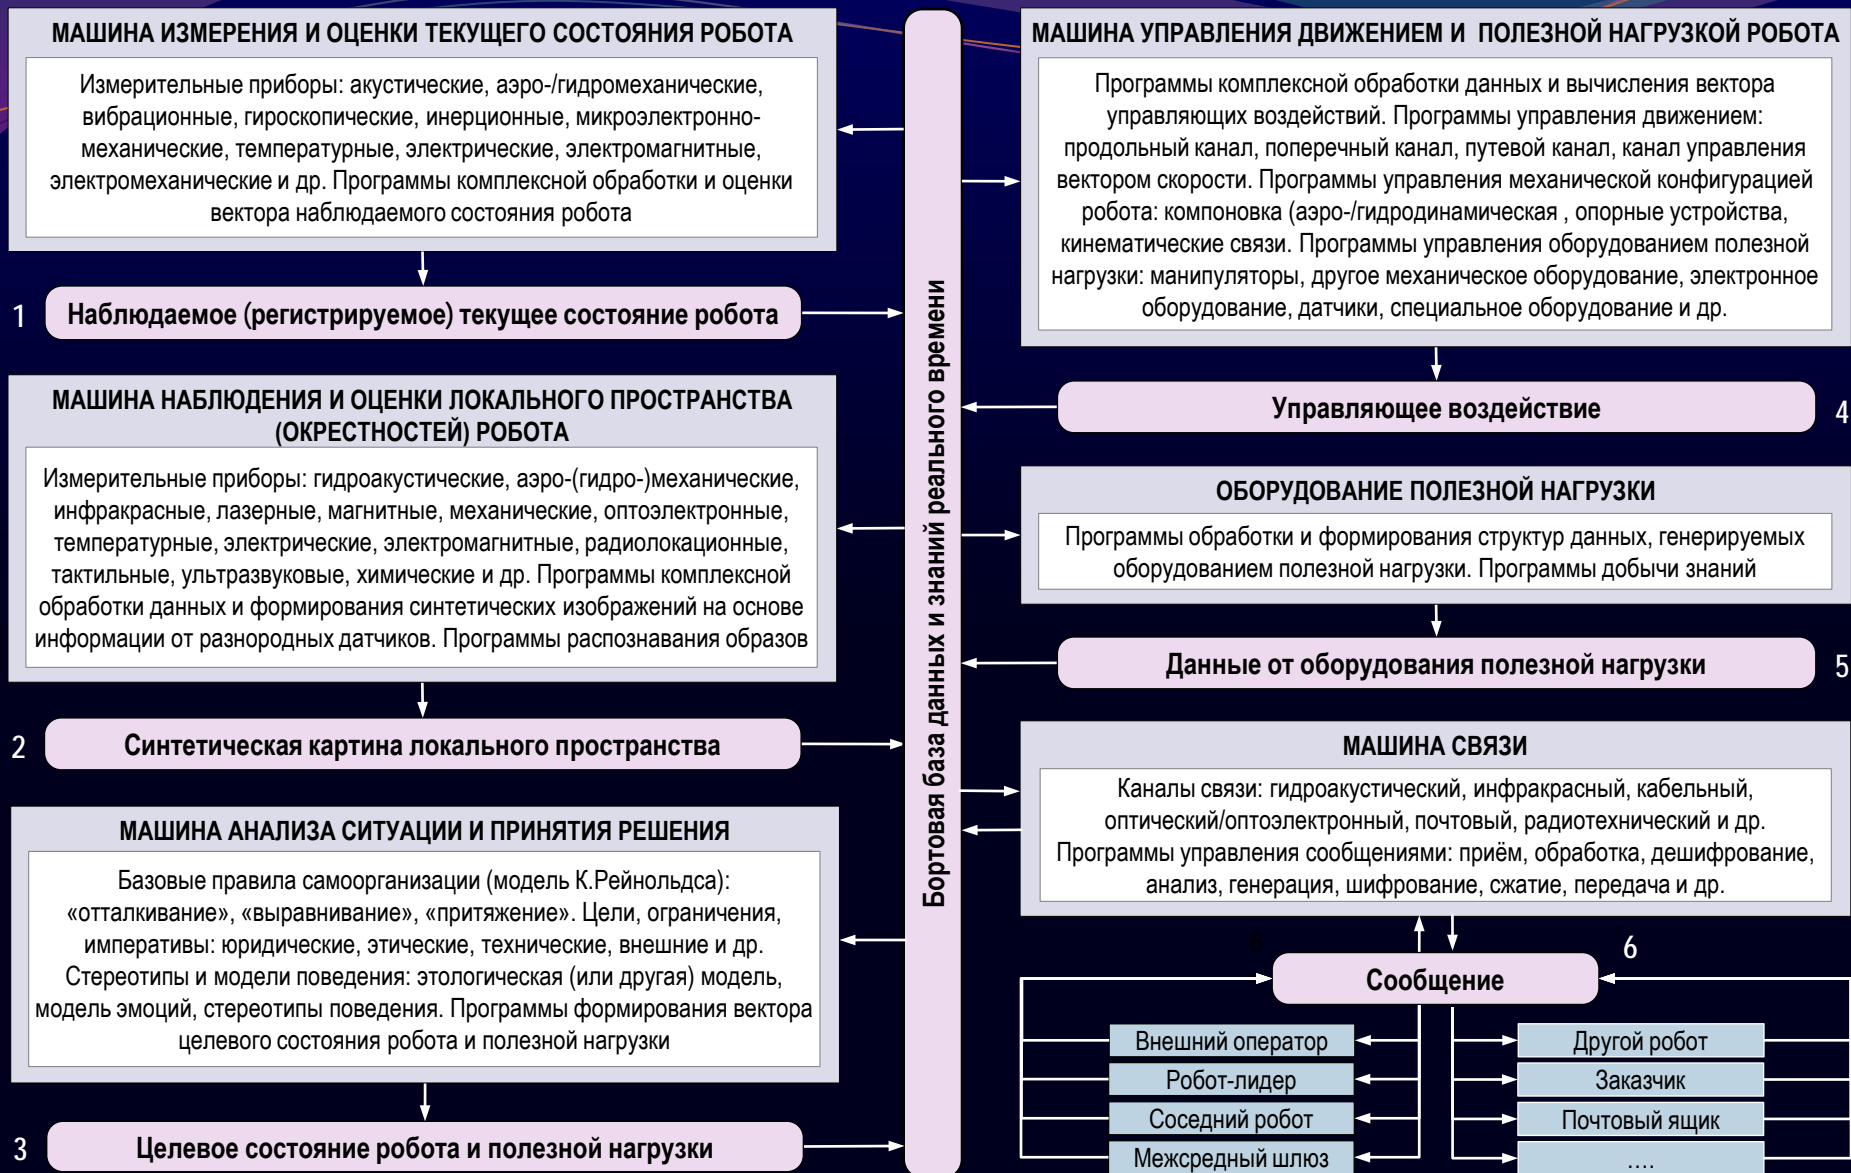 МАШИНА ИЗМЕРЕНИЯ И ОЦЕНКИ ТЕКУЩЕГО СОСТОЯНИЯ РОБОТА
Измерительные приборы: акустические, аэро-/гидромеханические,
вибрационные, гироскопические, инерционные, микроэлектронно-
механические, температурные, электрические, электромагнитные,
электромеханические и др. Программы комплексной обработки и оценки
вектора наблюдаемого состояния робота
1
Наблюдаемое (регистрируемое) текущее состояние робота
МАШИНА НАБЛЮДЕНИЯ И ОЦЕНКИ ЛОКАЛЬНОГО ПРОСТРАНСТВА
(ОКРЕСТНОСТЕЙ) РОБОТА
Измерительные приборы: гидроакустические, аэро-(гидро-)механические,
инфракрасные, лазерные, магнитные, механические, оптоэлектронные,
температурные, электрические, электромагнитные, радиолокационные,
тактильные, ультразвуковые, химические и др. Программы комплексной
обработки данных и формирования синтетических изображений на основе
информации от разнородных датчиков. Программы распознавания образов
2
Синтетическая картина локального пространства
МАШИНА АНАЛИЗА СИТУАЦИИ И ПРИНЯТИЯ РЕШЕНИЯ
Базовые правила самоорганизации (модель К.Рейнольдса):
«отталкивание», «выравнивание», «притяжение». Цели, ограничения,
императивы: юридические, этические, технические, внешние и др.
Стереотипы и модели поведения: этологическая (или другая) модель,
модель эмоций, стереотипы поведения. Программы формирования вектора
целевого состояния робота и полезной нагрузки
3
Целевое состояние робота и полезной нагрузки
Бортовая база данных и знаний реального времени
МАШИНА УПРАВЛЕНИЯ ДВИЖЕНИЕМ И ПОЛЕЗНОЙ НАГРУЗКОЙ РОБОТА
Программы комплексной обработки данных и вычисления вектора
управляющих воздействий. Программы управления движением:
продольный канал, поперечный канал, путевой канал, канал управления
вектором скорости. Программы управления механической конфигурацией
робота: компоновка (аэро-/гидродинамическая , опорные устройства,
кинематические связи. Программы управления оборудованием полезной
нагрузки: манипуляторы, другое механическое оборудование, электронное
оборудование, датчики, специальное оборудование и др.
Управляющее воздействие
4
ОБОРУДОВАНИЕ ПОЛЕЗНОЙ НАГРУЗКИ
Программы обработки и формирования структур данных, генерируемых
оборудованием полезной нагрузки. Программы добычи знаний
Данные от оборудования полезной нагрузки
5
МАШИНА СВЯЗИ
Каналы связи: гидроакустический, инфракрасный, кабельный,
оптический/оптоэлектронный, почтовый, радиотехнический и др.
Программы управления сообщениями: приём, обработка, дешифрование,
анализ, генерация, шифрование, сжатие, передача и др.
6
Сообщение
Внешний оператор
Робот-лидер
Соседний робот
Межсредный шлюз
Другой робот
Заказчик
Почтовый ящик
....